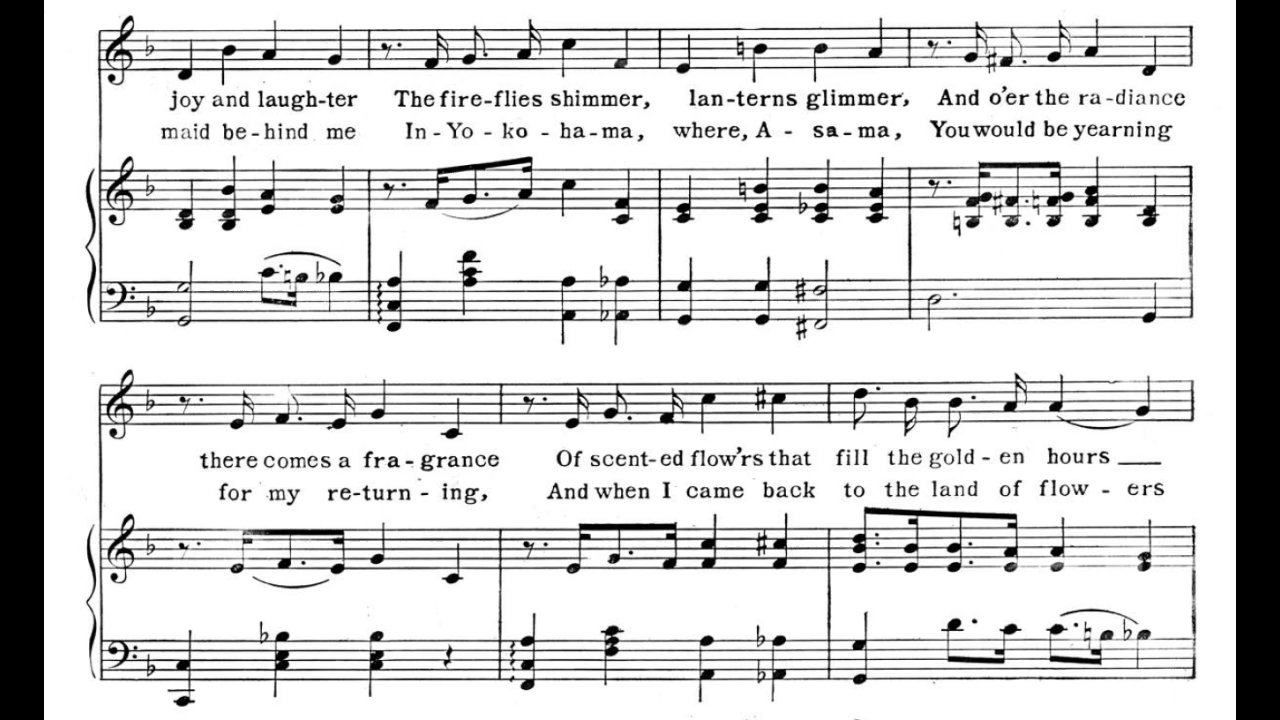 joy and laugh-ter The fire-flies shimmer, lan-terns glimmer, And o'er the ra-diance
maid be-hind me In-Yo-ko-ha-ma, where, A-sa-ma, You would be yearning
there comes a fra-grance Of scent-ed flow'rs that fill the gold-en hours
for my re-turn-ing, And when I came back to the land of flow-ers